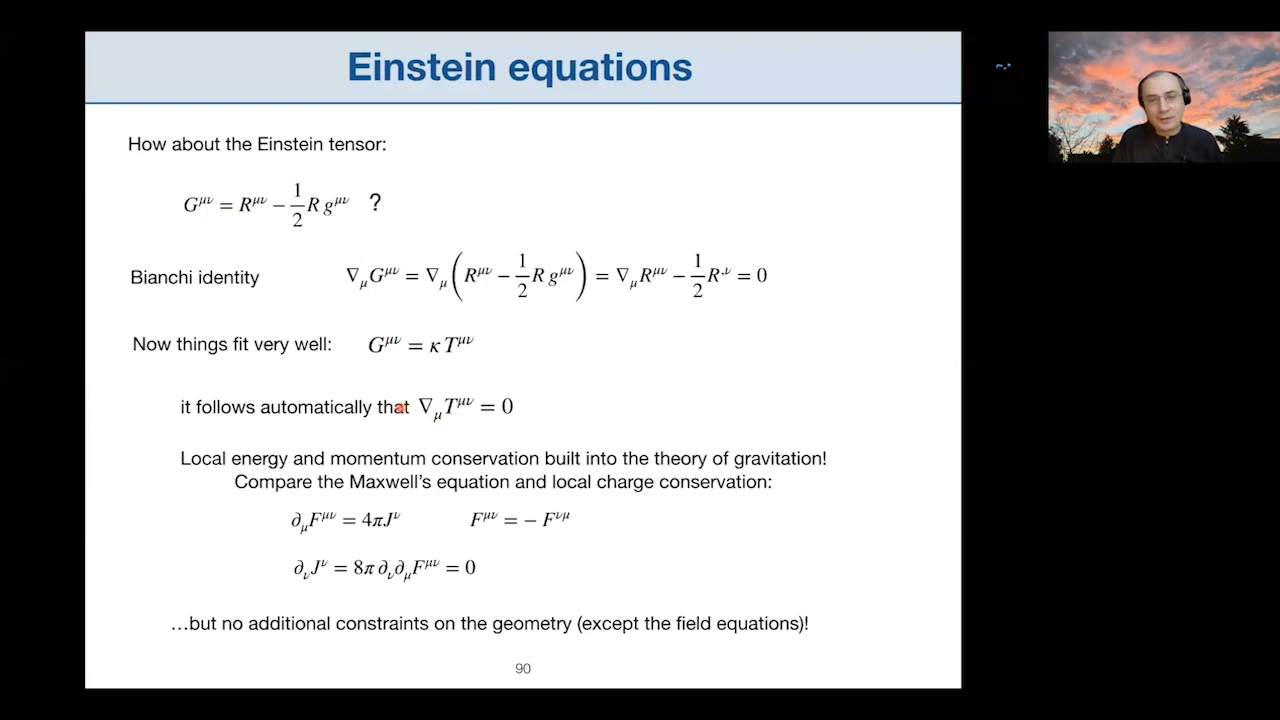 Einstein equations
How about the Einstein tensor:
G^{μν} = R^{μν} − \frac{1}{2} R g^{μν} ?
Bianchi identity ∇_μ G^{μν} = ∇_μ ( R^{μν} − \frac{1}{2} R g^{μν} ) = ∇_μ R^{μν} − \frac{1}{2} R^{,ν} = 0
Now things fit very well: G^{μν} = κ T^{μν}
it follows automatically that ∇_μ T^{μν} = 0
Local energy and momentum conservation built into the theory of gravitation!
Compare the Maxwell’s equation and local charge conservation:
∂_μ F^{μν} = 4πJ^ν F^{μν} = − F^{νμ}
∂_ν J^ν = 8π ∂_ν ∂_μ F^{μν} = 0
…but no additional constraints on the geometry (except the field equations)!
90